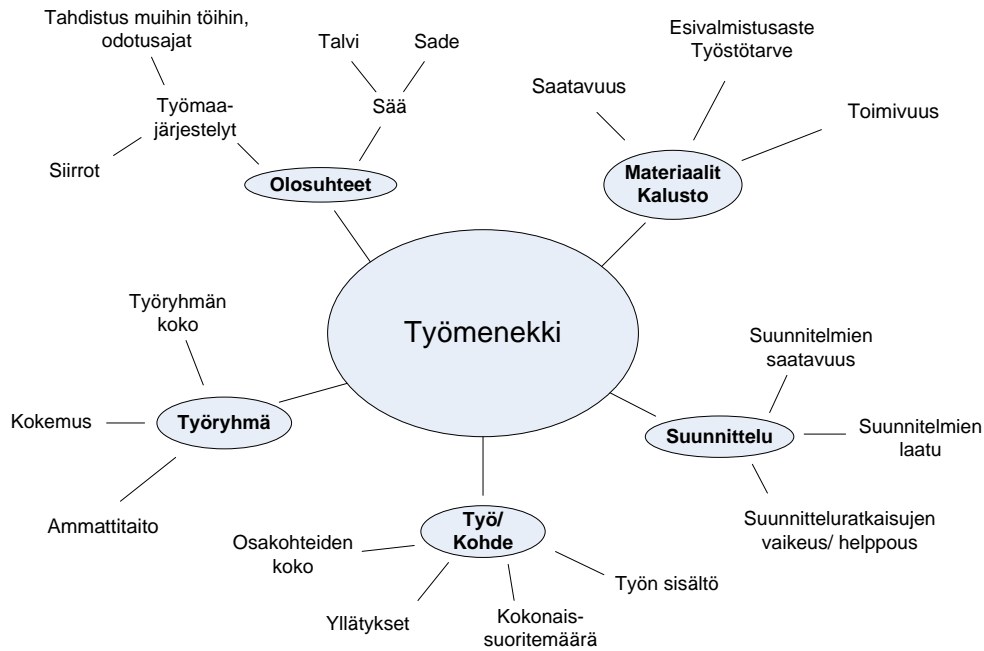 Tahdistus muihin töihin,
odotusajat
Talvi
Sade
Esivalmistusaste
Työstötarve
Saatavuus
Toimivuus
Työmaa-
järjestelyt
Sää
Siirrot
Olosuhteet
Materiaalit
Kalusto
Työmenekki
Työryhmän
koko
Kokemus
Työryhmä
Ammattitaito
Suunnitelmien
saatavuus
Suunnittelu
Suunnitelmien
laatu
Suunnitteluratkaisujen
vaikeus/ helppous
Työ/
Kohde
Osakohteiden
koko
Yllätykset
Kokonais-
suoritemäärä
Työn sisältö